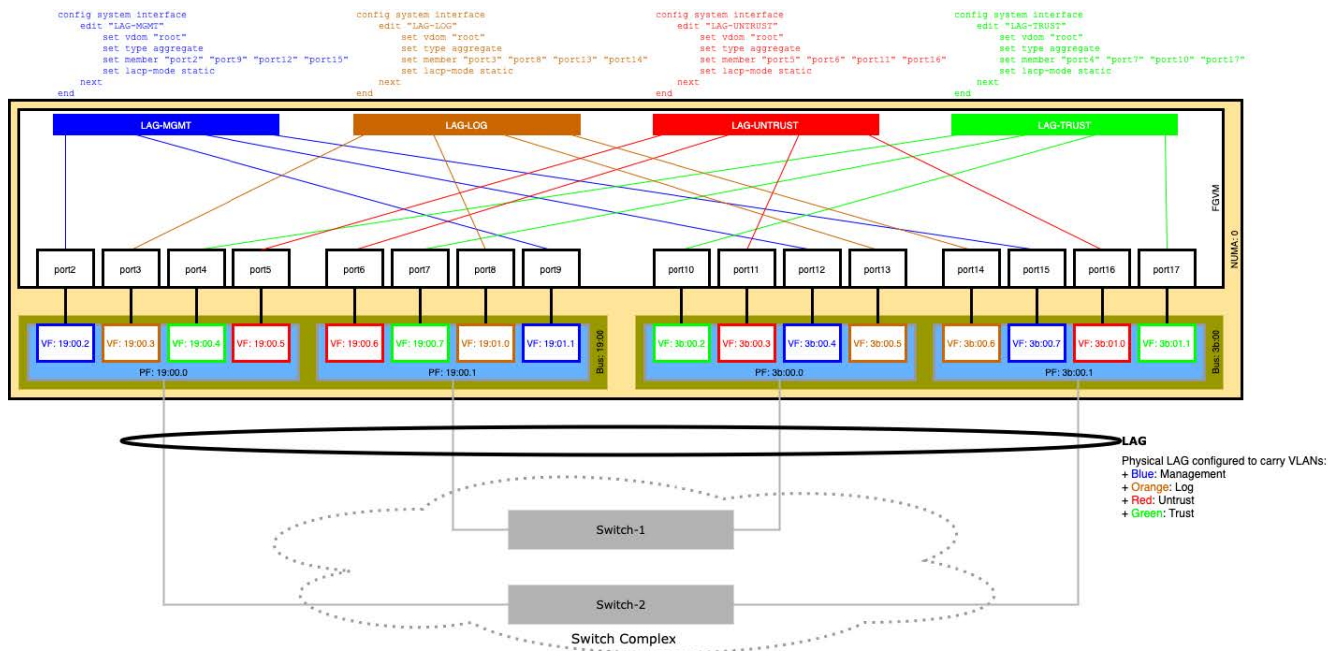 config system interface
edit "LAG-MGMT"
set vdom "root"
set type aggregate
set member "port2" "port9" "port12" "port15"
set lacp-mode static
next
end
config system interface
edit "LAG-LOG"
set vdom "root"
set type aggregate
set member "port3" "port8" "port13" "port14"
set lacp-mode static
next
end
config system interface
edit "LAG-UNTRUST"
set vdom "root"
set type aggregate
set member "port5" "port6" "port11" "port16"
set lacp-mode static
next
end
config system interface
edit "LAG-TRUST"
set vdom "root"
set type aggregate
set member "port4" "port7" "port10" "port17"
set lacp-mode static
next
end
LAG-MGMT
LAG-LOG
LAG-UNTRUST
LAG-TRUST
FGVM
NUMA: 0
port2
port3
port4
port5
port6
port7
port8
port9
port10
port11
port12
port13
port14
port15
port16
port17
VF: 19:00.2
VF: 19:00.3
VF: 19:00.4
VF: 19:00.5
VF: 19:00.6
VF: 19:00.7
VF: 19:01.0
VF: 19:01.1
Bus: 19:00
VF: 3b:00.2
VF: 3b:00.3
VF: 3b:00.4
VF: 3b:00.5
VF: 3b:00.6
VF: 3b:00.7
VF: 3b:01.0
VF: 3b:01.1
Bus: 3b:00
PF: 19:00.0
PF: 19:00.1
PF: 3b:00.0
PF: 3b:00.1
LAG
Physical LAG configured to carry VLANs:
+ Blue: Management
+ Orange: Log
+ Red: Untrust
+ Green: Trust
Switch-1
Switch-2
Switch Complex